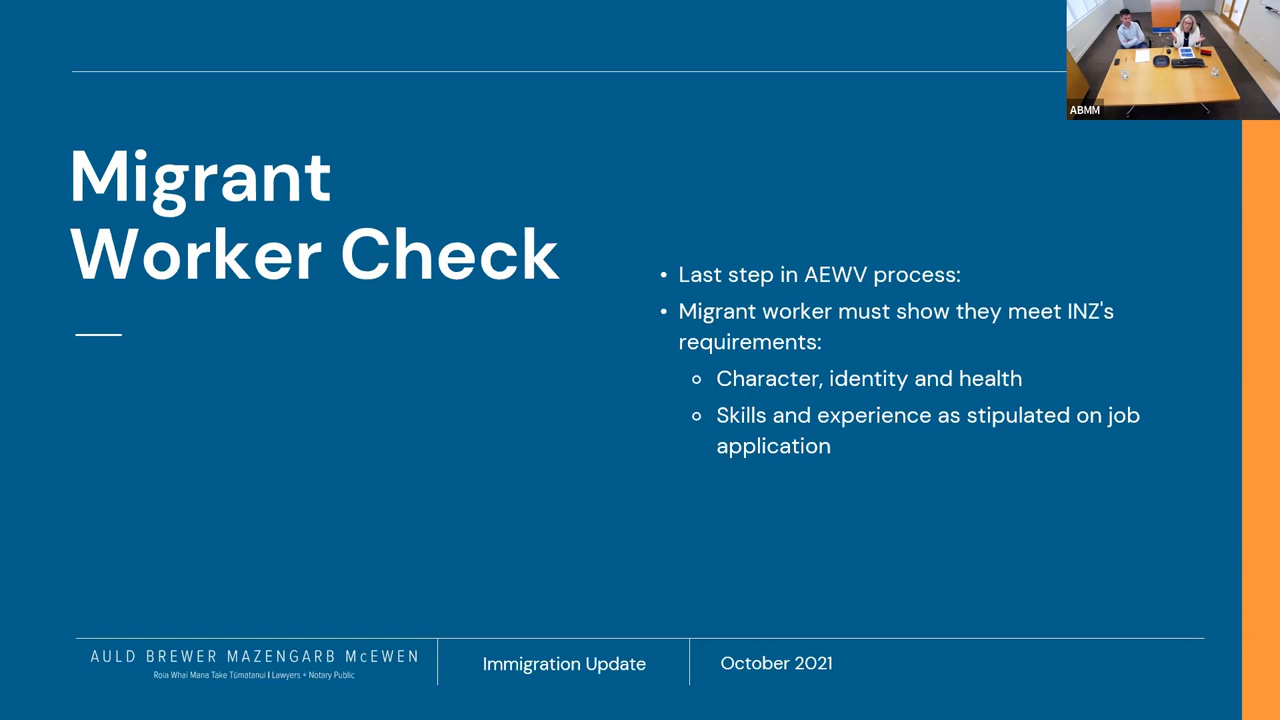 ABMM
Migrant
Worker Check
• Last step in AEWV process:
• Migrant worker must show they meet INZ's
requirements:
○ Character, identity and health
○ Skills and experience as stipulated on job
application
AULD BREWER MAZENGARB McEWEN
Roia Whai Mana Take Tūmatanui | Lawyers + Notary Public
Immigration Update
October 2021